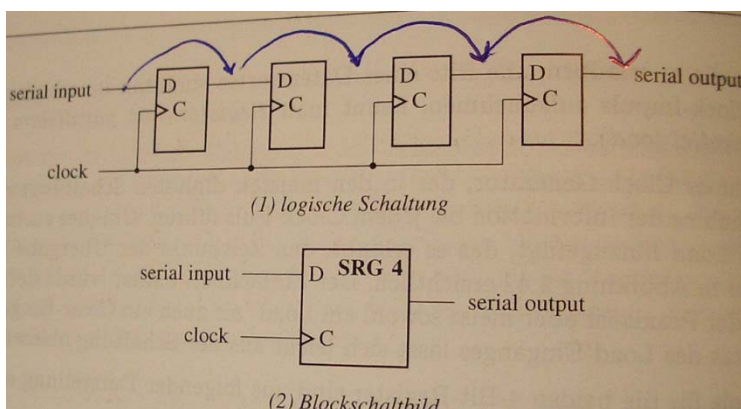 D D D D
serial input serial output
C C C C
clock
(1) logische Schaltung
serial input D SRG 4
serial output
clock C
(2) Blockschaltbild